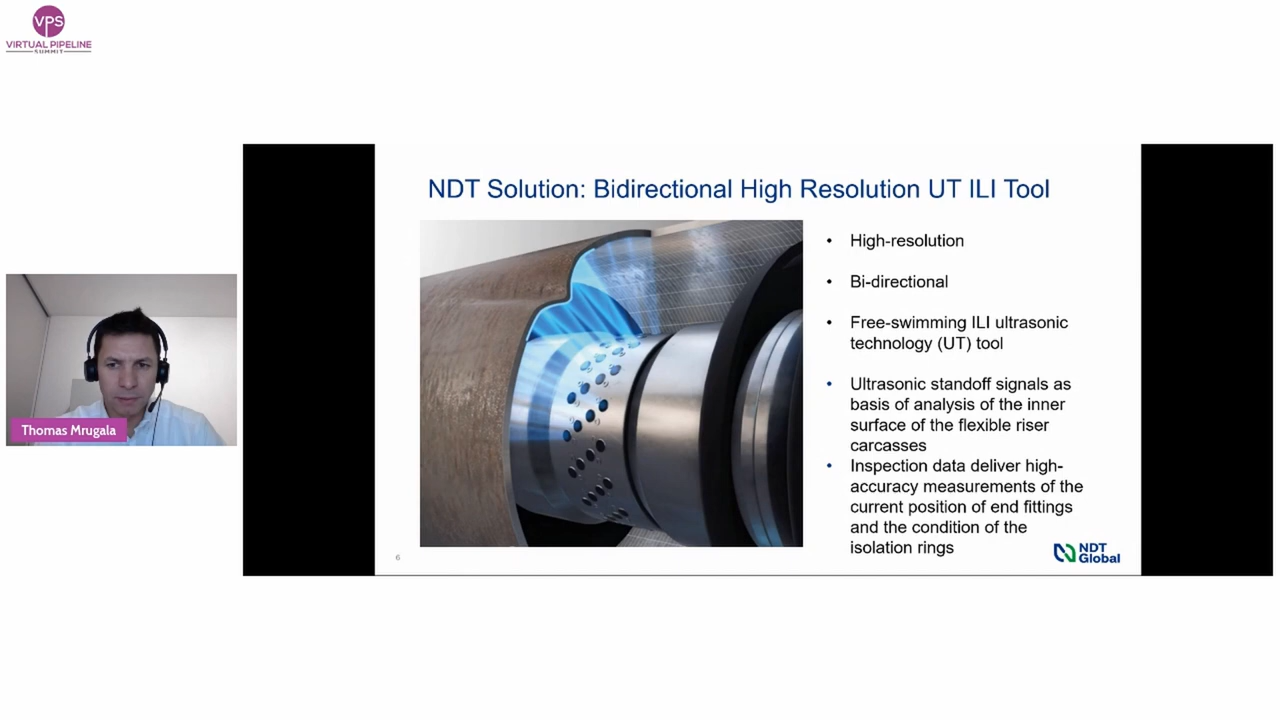 VPS
VIRTUAL PIPELINE
SUMMIT
NDT Solution: Bidirectional High Resolution UT ILI Tool
• High-resolution
• Bi-directional
• Free-swimming ILI ultrasonic
technology (UT) tool
• Ultrasonic standoff signals as
basis of analysis of the inner
surface of the flexible riser
carcasses
• Inspection data deliver high-
accuracy measurements of the
current position of end fittings
and the condition of the
isolation rings
Thomas Mrugala
6
NDT
Global